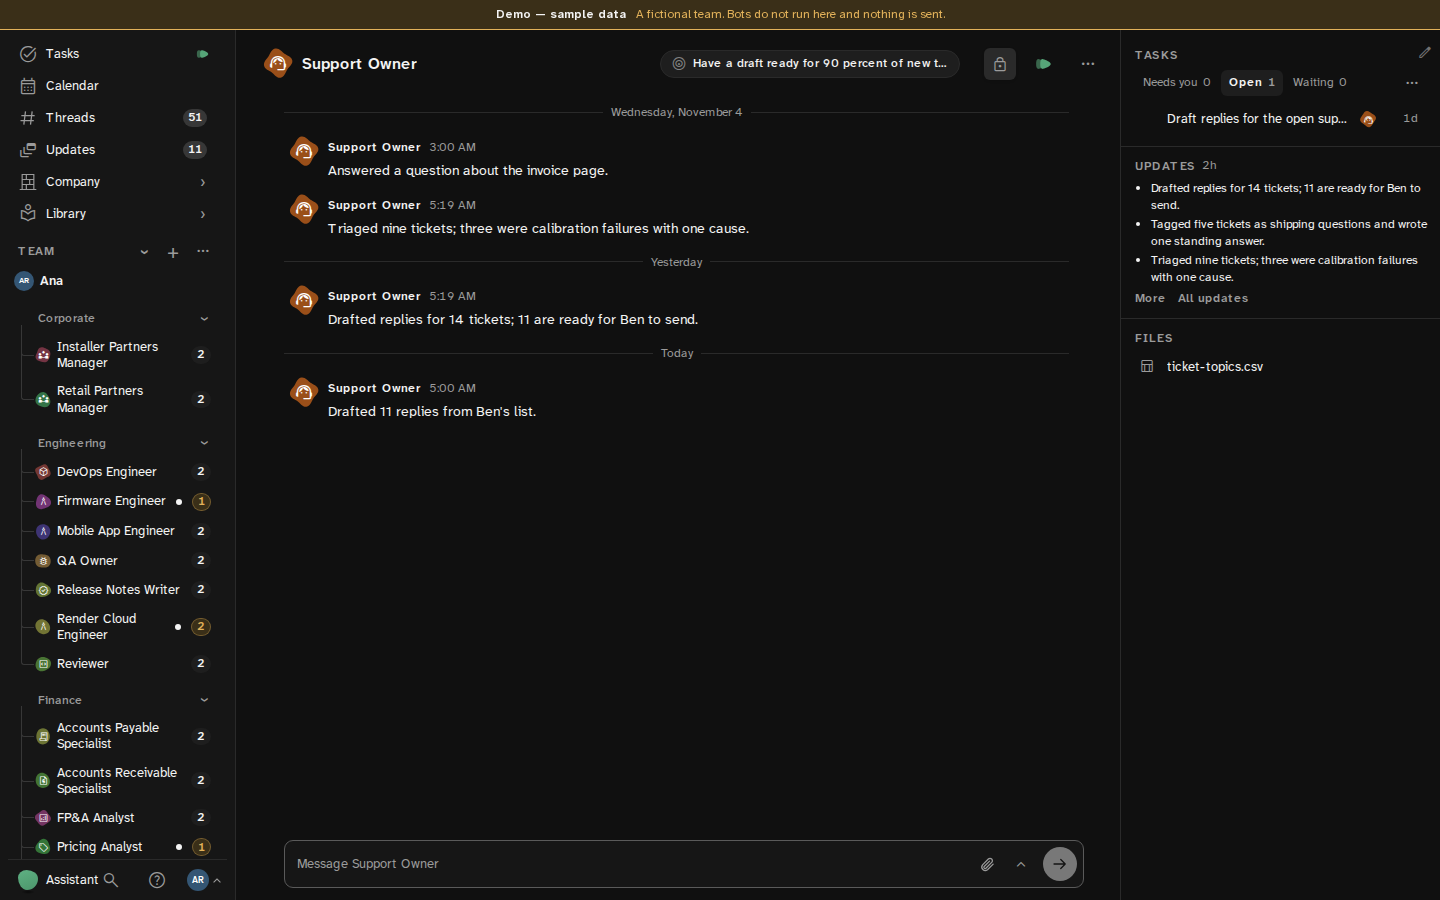 Demo — sample data A fictional team. Bots do not run here and nothing is sent.
Tasks
Calendar
Threads 51
Updates 11
Company
Library
TEAM
AR Ana
Corporate
Installer Partners
Manager 2
Retail Partners
Manager 2
Engineering
DevOps Engineer 2
Firmware Engineer 1
Mobile App Engineer 2
QA Owner 2
Release Notes Writer 2
Render Cloud
Engineer 2
Reviewer 2
Finance
Accounts Payable
Specialist 2
Accounts Receivable
Specialist 2
FP&A Analyst 2
Pricing Analyst 1
Assistant AR
Support Owner Have a draft ready for 90 percent of new t...
Wednesday, November 4
Support Owner 3:00 AM
Answered a question about the invoice page.
Support Owner 5:19 AM
Triaged nine tickets; three were calibration failures with one cause.
Yesterday
Support Owner 5:19 AM
Drafted replies for 14 tickets; 11 are ready for Ben to send.
Today
Support Owner 5:00 AM
Drafted 11 replies from Ben's list.
Message Support Owner
TASKS
Needs you 0 Open 1 Waiting 0
Draft replies for the open sup... 1d
UPDATES 2h
• Drafted replies for 14 tickets; 11 are ready for Ben to
send.
• Tagged five tickets as shipping questions and wrote
one standing answer.
• Triaged nine tickets; three were calibration failures
with one cause.
More All updates
FILES
ticket-topics.csv